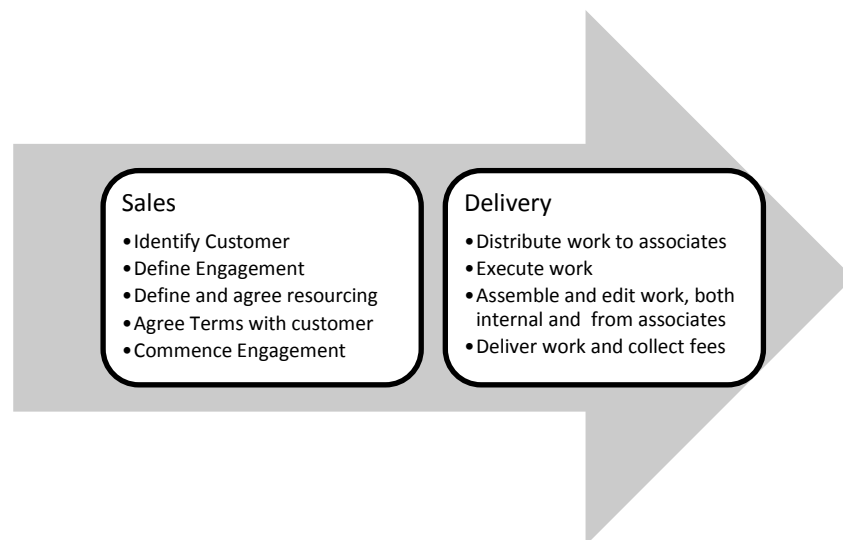 Sales
•Identify Customer
•Define Engagement
•Define and agree resourcing
•Agree Terms with customer
•Commence Engagement
Delivery
•Distribute work to associates
•Execute work
•Assemble and edit work, both
internal and  from associates
•Deliver work and collect fees